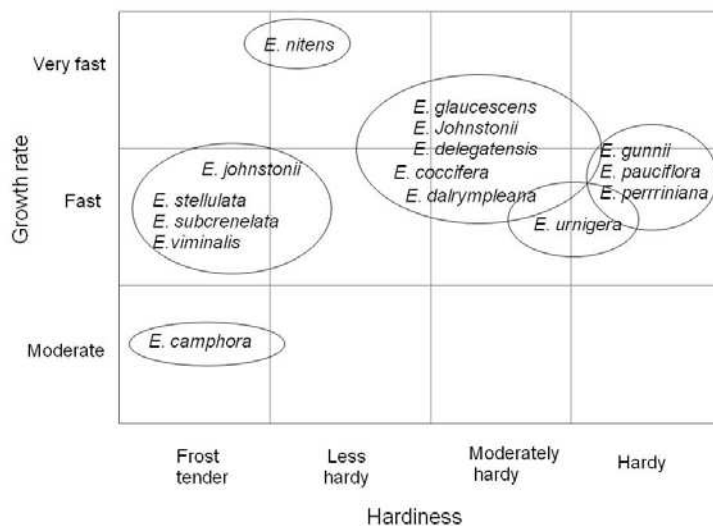 Very fast
Fast
Moderate
Growth rate
E. nitens
E. glaucescens
E. Johnstonii
E. delegatensis
E. coccifera
E. dalrympleana
E. gunnii
E. pauciflora
E. perrriniana
E. urnigera
E. johnstonii
E. stellulata
E. subcrenelata
E.viminalis
E. camphora
Frost
tender
Less
hardy
Moderately
hardy
Hardy
Hardiness